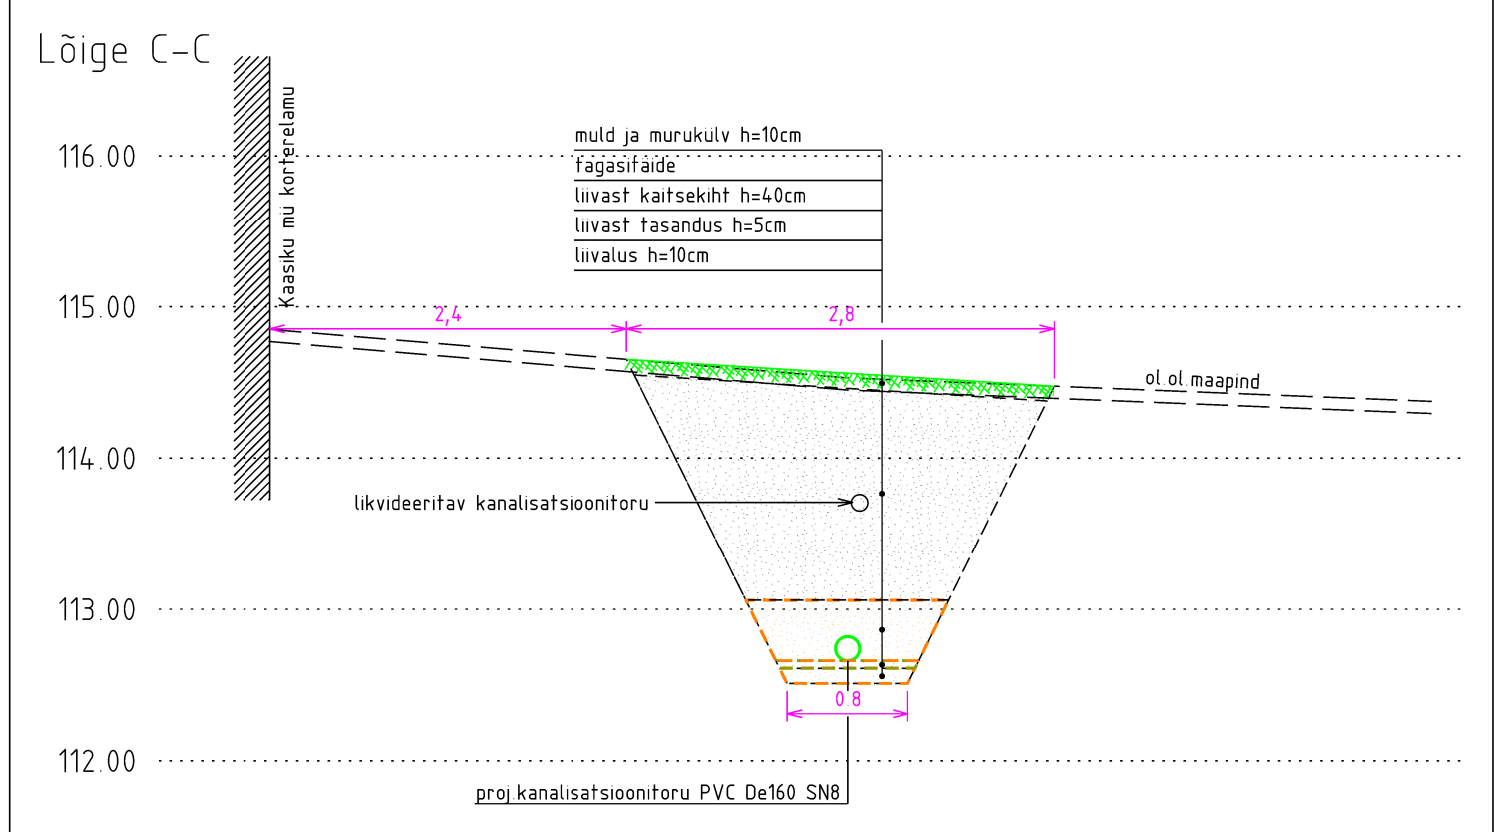 Lõige C-C
Kaasiku mü korterelamu
116.00
115.00
114.00
113.00
112.00
muld ja murukülv h=10cm
tagasitäide
liivast kaitsekiht h=40cm
liivast tasandus h=5cm
liivalus h=10cm
2,4
2,8
ol.ol.maapind
likvideeritav kanalisatsioonitoru
0.8
proj.kanalisatsioonitoru PVC De160 SN8